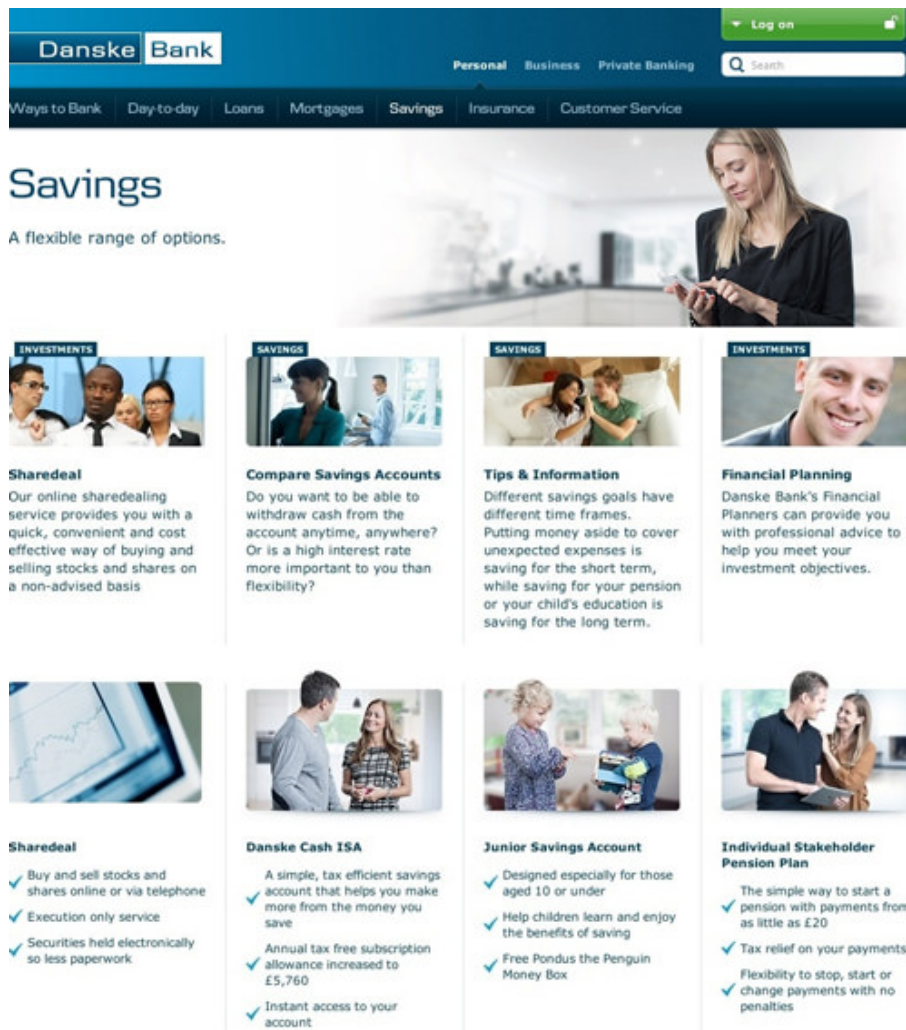 Log on
Danske Bank
Personal Business Private Banking
Search
Ways to Bank Day-to-day Loans Mortgages Savings Insurance Customer Service
Savings
A flexible range of options.
INVESTMENTS
Sharedeal
Our online sharedealing
service provides you with a
quick, convenient and cost
effective way of buying and
selling stocks and shares on
a non-advised basis
SAVINGS
Compare Savings Accounts
Do you want to be able to
withdraw cash from the
account anytime, anywhere?
Or is a high interest rate
more important to you than
flexibility?
SAVINGS
Tips & Information
Different savings goals have
different time frames.
Putting money aside to cover
unexpected expenses is
saving for the short term,
while saving for your pension
or your child's education is
saving for the long term.
INVESTMENTS
Financial Planning
Danske Bank's Financial
Planners can provide you
with professional advice to
help you meet your
investment objectives.
Sharedeal
Buy and sell stocks and
shares online or via telephone
Execution only service
Securities held electronically
so less paperwork
Danske Cash ISA
A simple, tax efficient savings
account that helps you make
more from the money you
save
Annual tax free subscription
allowance increased to
£5,760
Instant access to your
account
Junior Savings Account
Designed especially for those
aged 10 or under
Help children learn and enjoy
the benefits of saving
Free Pondus the Penguin
Money Box
Individual Stakeholder
Pension Plan
The simple way to start a
pension with payments from
as little as £20
Tax relief on your payments
Flexibility to stop, start or
change payments with no
penalties